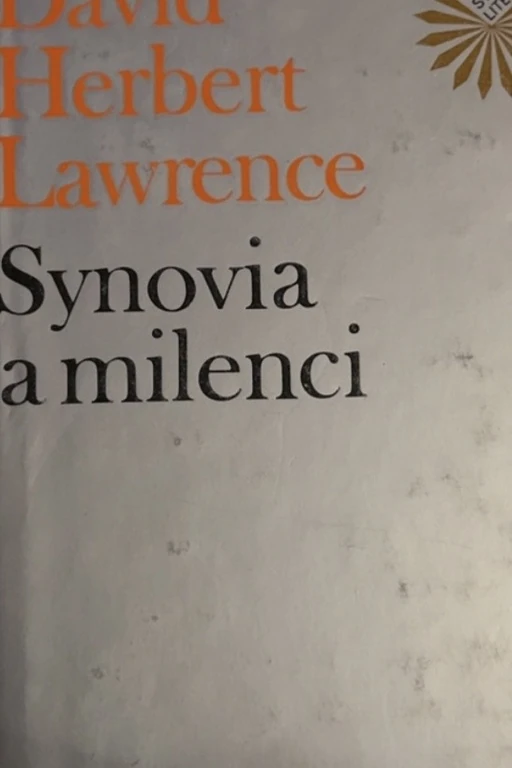 David
Herbert
Lawrence
Synovia
a milenci